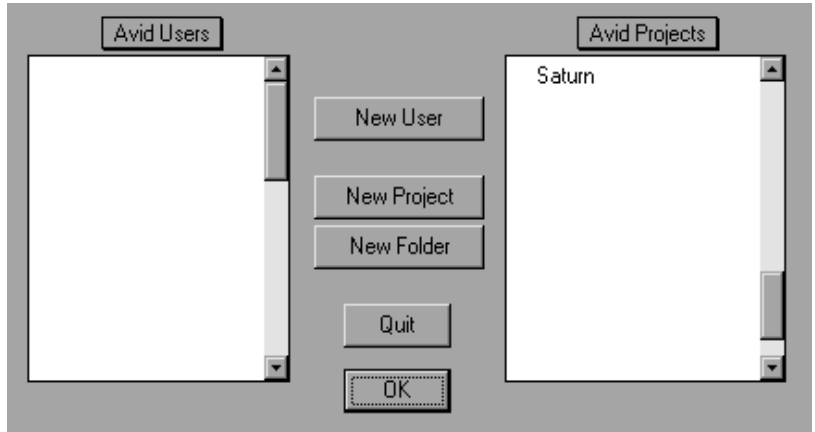 Avid Users
Avid Projects
Saturn
New User
New Project
New Folder
Quit
OK